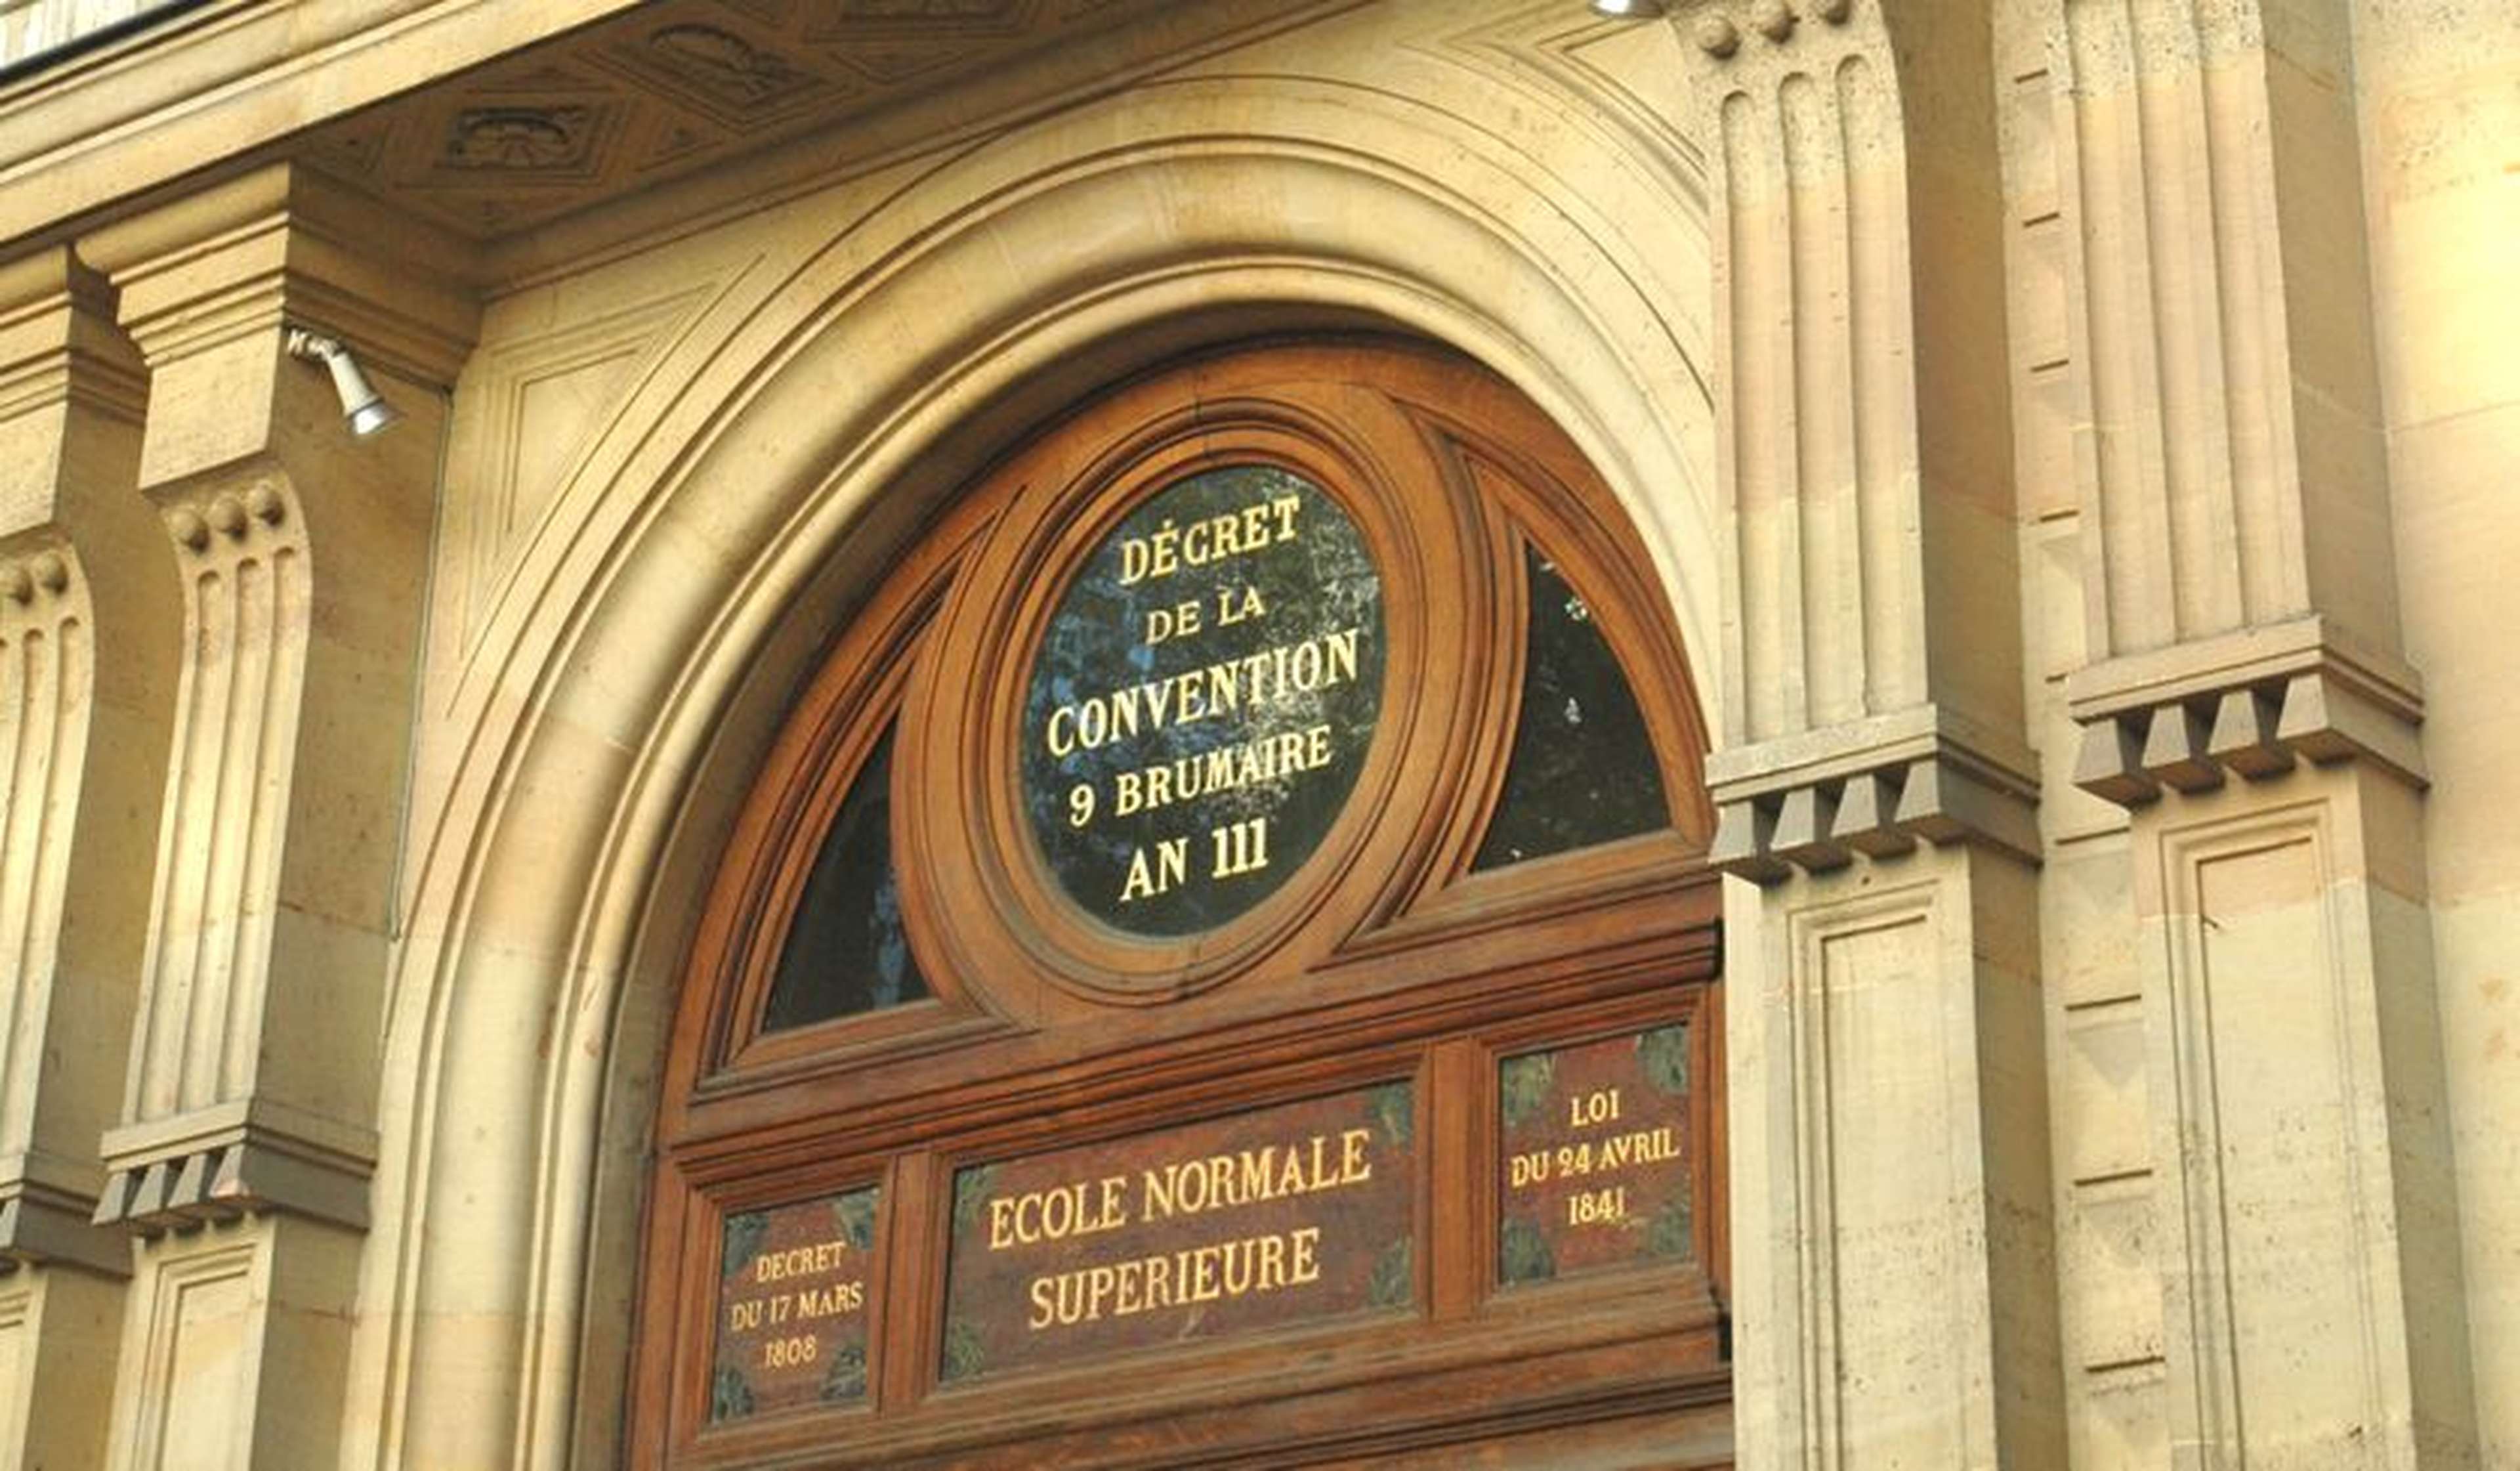 DÉCRET
DE LA
CONVENTION
9 BRUMAIRE
AN III
DECRET
DU 17 MARS
1808
ECOLE NORMALE
SUPERIEURE
LOI
DU 24 AVRIL
1841